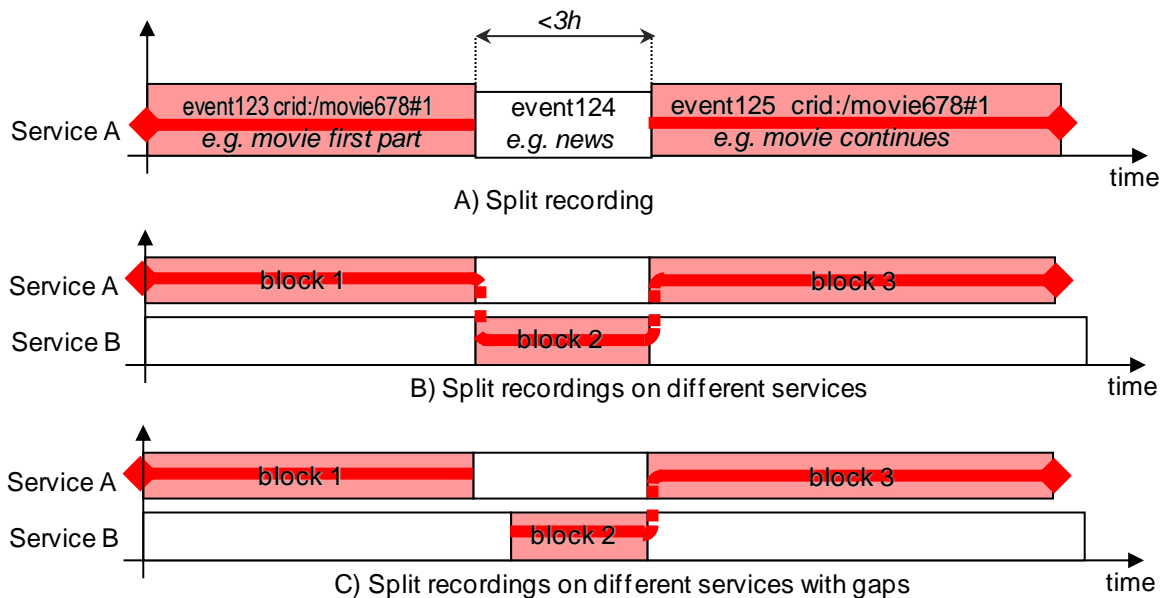 <3h
event123 crid:/movie678#1
e.g. movie first part
event124
e.g. news
event125 crid:/movie678#1
e.g. movie continues
Service A
time
A) Split recording
Service A
block 1
block 3
Service B
block 2
time
B) Split recordings on different services
Service A
block 1
block 3
Service B
block 2
time
C) Split recordings on different services with gaps